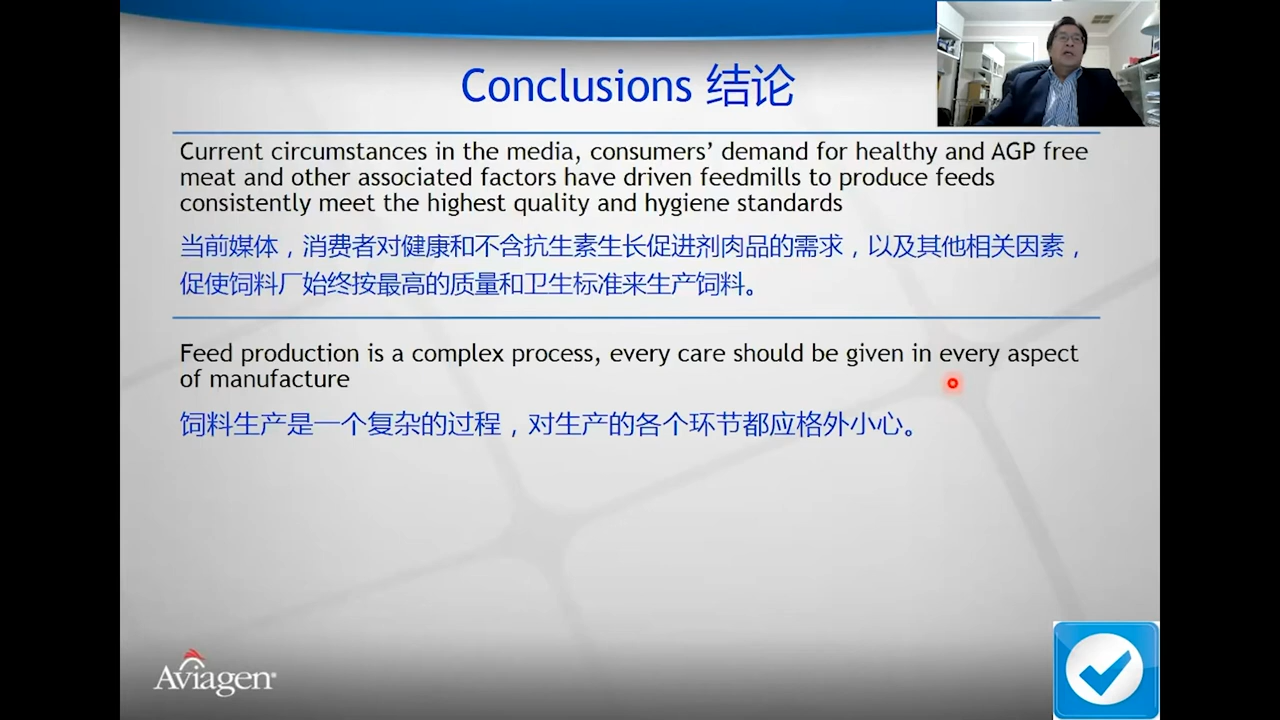 Conclusions 结论
Current circumstances in the media, consumers’ demand for healthy and AGP free
meat and other associated factors have driven feedmills to produce feeds
consistently meet the highest quality and hygiene standards
当前媒体，消费者对健康和不含抗生素生长促进剂肉品的需求，以及其他相关因素，
促使饲料厂始终按最高的质量和卫生标准来生产饲料。
Feed production is a complex process, every care should be given in every aspect
of manufacture
饲料生产是一个复杂的过程，对生产的各个环节都应格外小心。
Aviagen®